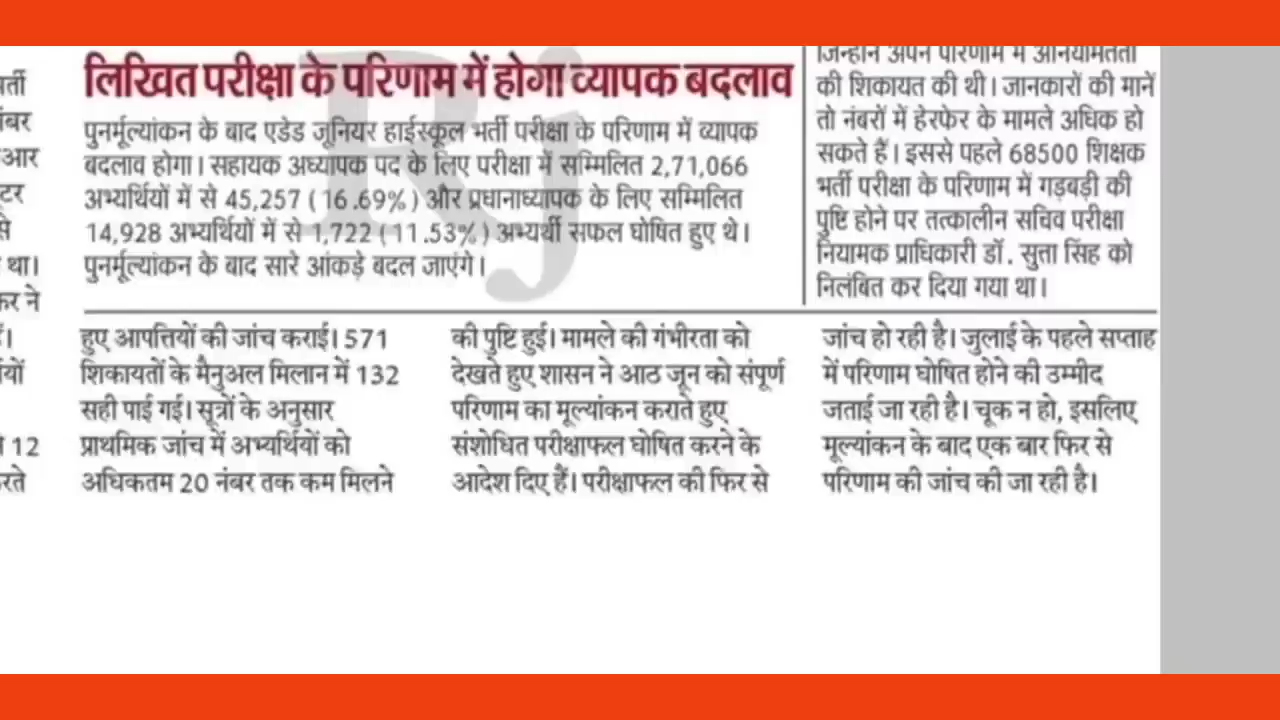 लिखित परीक्षा के परिणाम में होगा व्यापक बदलाव
पुनर्मूल्यांकन के बाद एडेड जूनियर हाईस्कूल भर्ती परीक्षा के परिणाम में व्यापक
बदलाव होगा। सहायक अध्यापक पद के लिए परीक्षा में सम्मिलित 2,71,066
अभ्यर्थियों में से 45,257 (16.69%) और प्रधानाध्यापक के लिए सम्मिलित
14,928 अभ्यर्थियों में से 1,722 (11.53%) अभ्यर्थी सफल घोषित हुए थे।
पुनर्मूल्यांकन के बाद सारे आंकड़े बदल जाएंगे।
जिन्होंने अपने परिणाम में अनियमितता
की शिकायत की थी। जानकारों की मानें
तो नंबरों में हेरफेर के मामले अधिक हो
सकते हैं। इससे पहले 68500 शिक्षक
भर्ती परीक्षा के परिणाम में गड़बड़ी की
पुष्टि होने पर तत्कालीन सचिव परीक्षा
नियामक प्राधिकारी डॉ. सुत्ता सिंह को
निलंबित कर दिया गया था।
हुए आपत्तियों की जांच कराई। 571
शिकायतों के मैनुअल मिलान में 132
सही पाई गई। सूत्रों के अनुसार
प्राथमिक जांच में अभ्यर्थियों को
अधिकतम 20 नंबर तक कम मिलने
की पुष्टि हुई। मामले की गंभीरता को
देखते हुए शासन ने आठ जून को संपूर्ण
परिणाम का मूल्यांकन कराते हुए
संशोधित परीक्षाफल घोषित करने के
आदेश दिए हैं। परीक्षाफल की फिर से
जांच हो रही है। जुलाई के पहले सप्ताह
में परिणाम घोषित होने की उम्मीद
जताई जा रही है। चूक न हो, इसलिए
मूल्यांकन के बाद एक बार फिर से
परिणाम की जांच की जा रही है।
था।
12
Rj